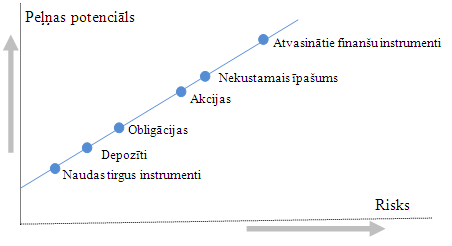 Peļņas potenciāls
Atvasinātie finanšu instrumenti
Nekustamais īpašums
Akcijas
Obligācijas
Depozīti
Naudas tirgus instrumenti
Risks